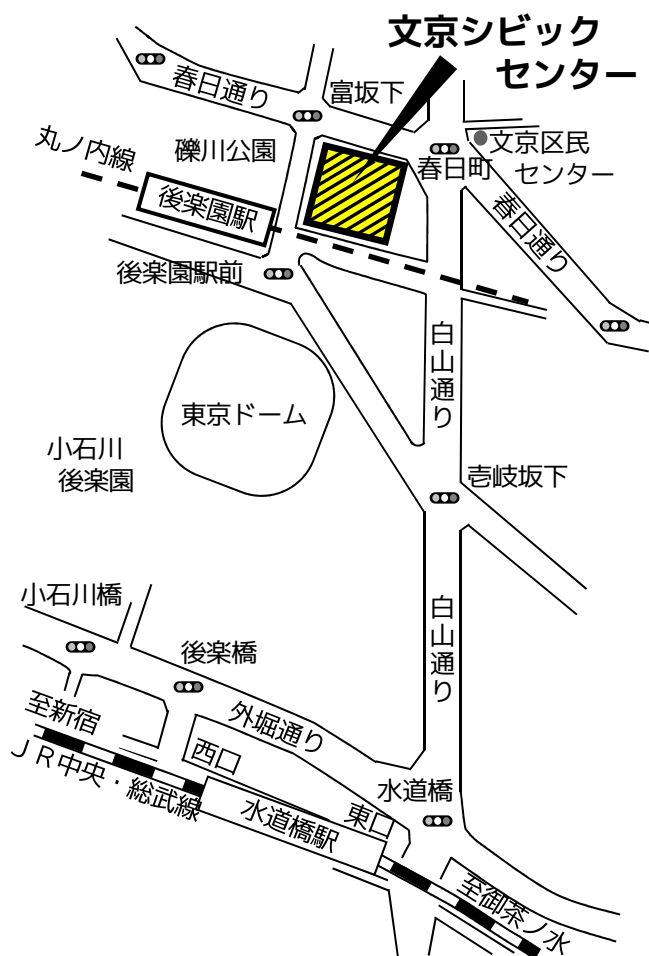 文京シビック
センター
春日通り
富坂下
丸ノ内線
礫川公園
文京区民
センター
春日町
後楽園駅
春日通り
後楽園駅前
白山通り
東京ドーム
小石川
後楽園
壱岐坂下
小石川橋
白山通り
後楽橋
至新宿
外堀通り
西口
JR中央・総武線
水道橋
東口
水道橋駅
至御茶ノ水